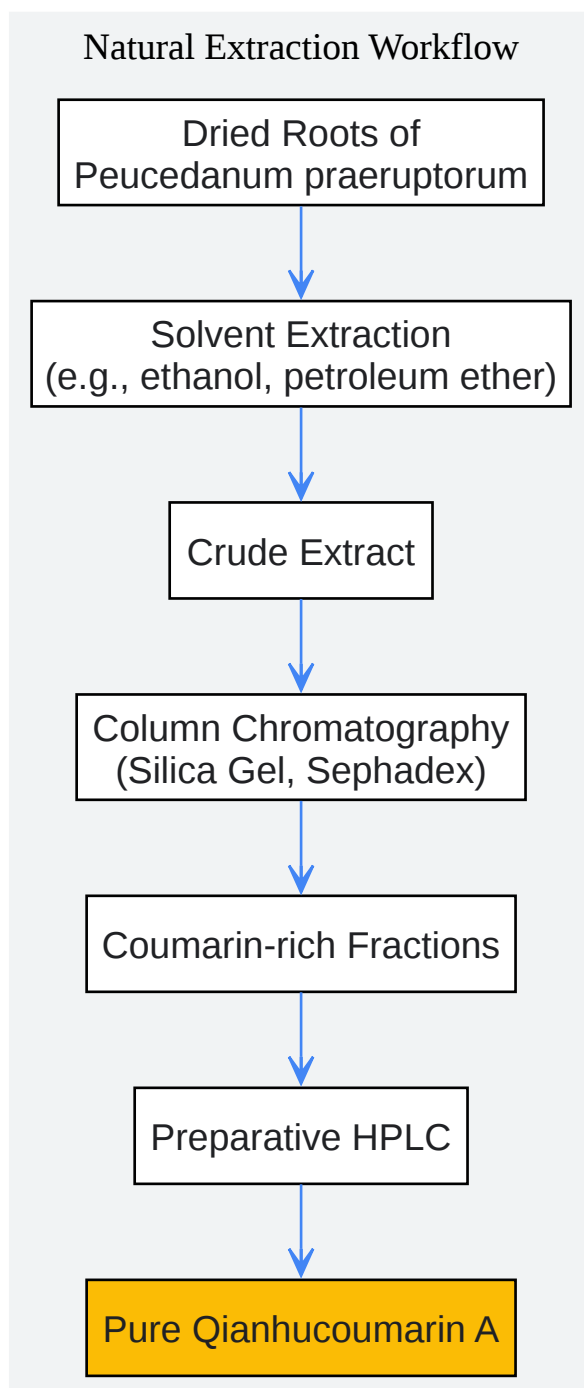 Natural Extraction Workflow
Dried Roots of
Peucedanum praeruptorum
Solvent Extraction
(e.g., ethanol, petroleum ether)
Crude Extract
Column Chromatography
(Silica Gel, Sephadex)
Coumarin-rich Fractions
Preparative HPLC
Pure Qianhucoumarin A